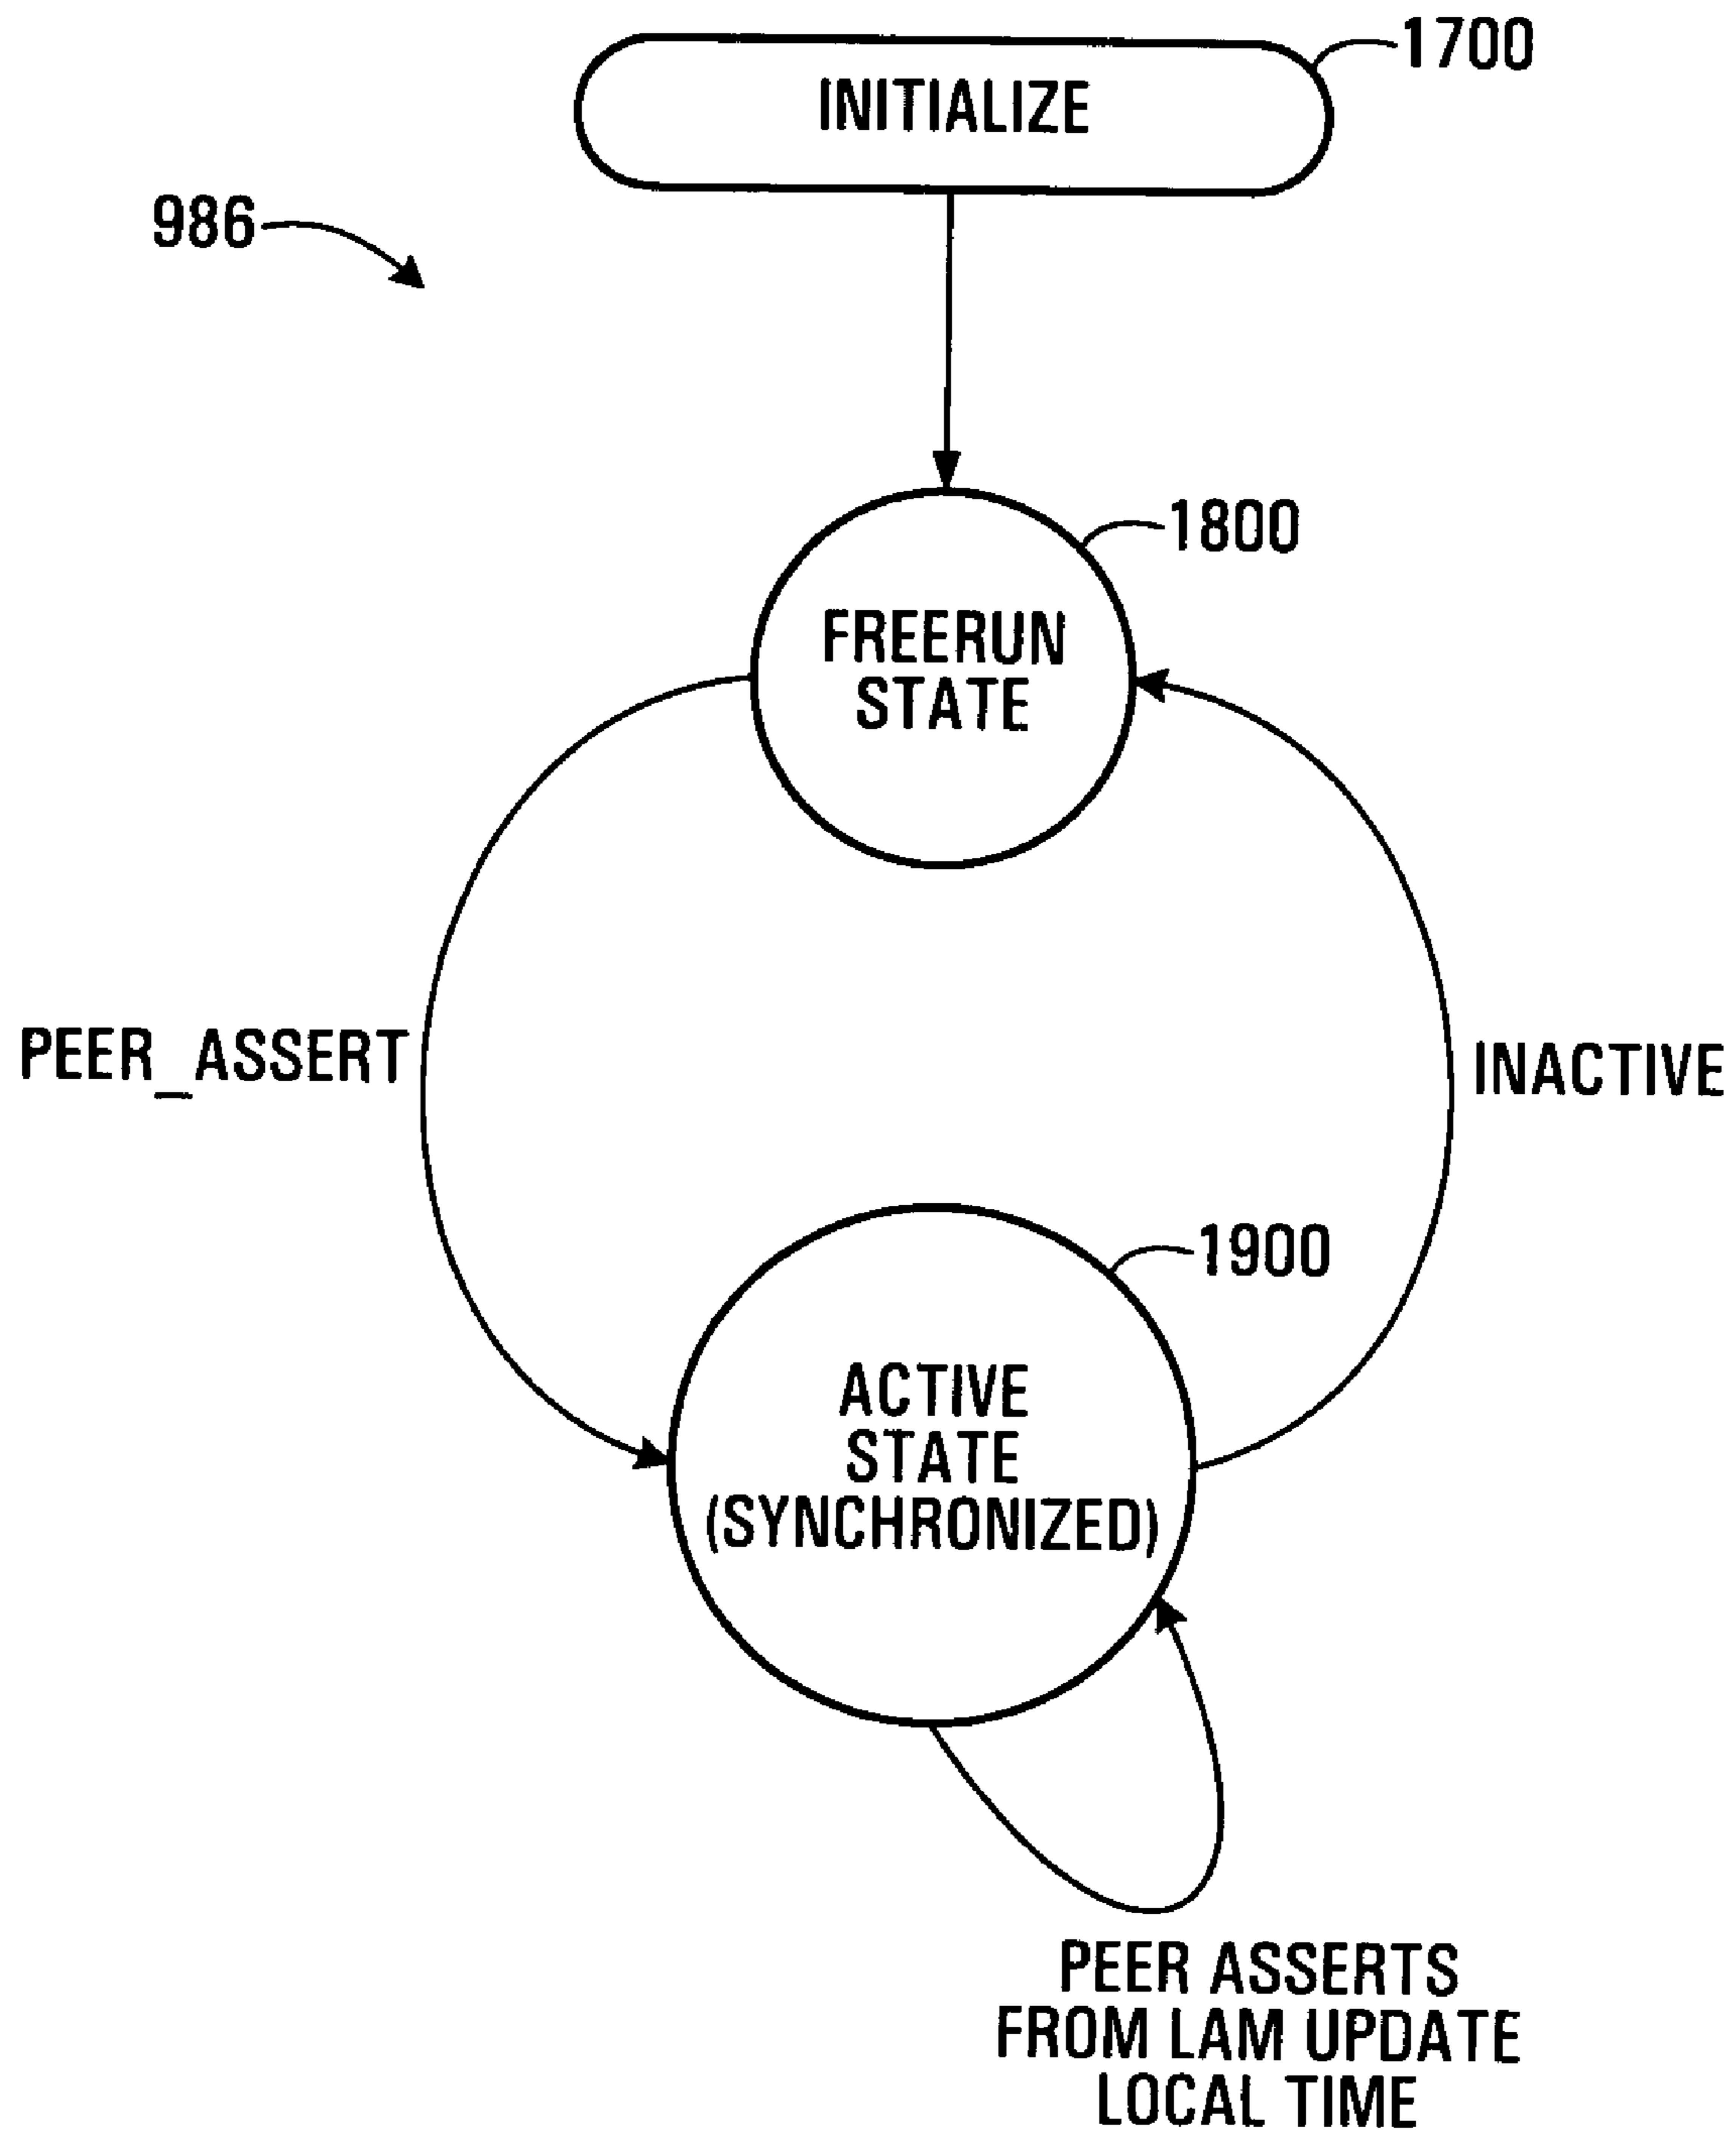 1700
INITIALIZE
986
1800
FREERUN
STATE
PEER_ASSERT
INACTIVE
1900
ACTIVE
STATE
(SYNCHRONIZED)
PEER ASSERTS
FROM LAM UPDATE
LOCAL TIME